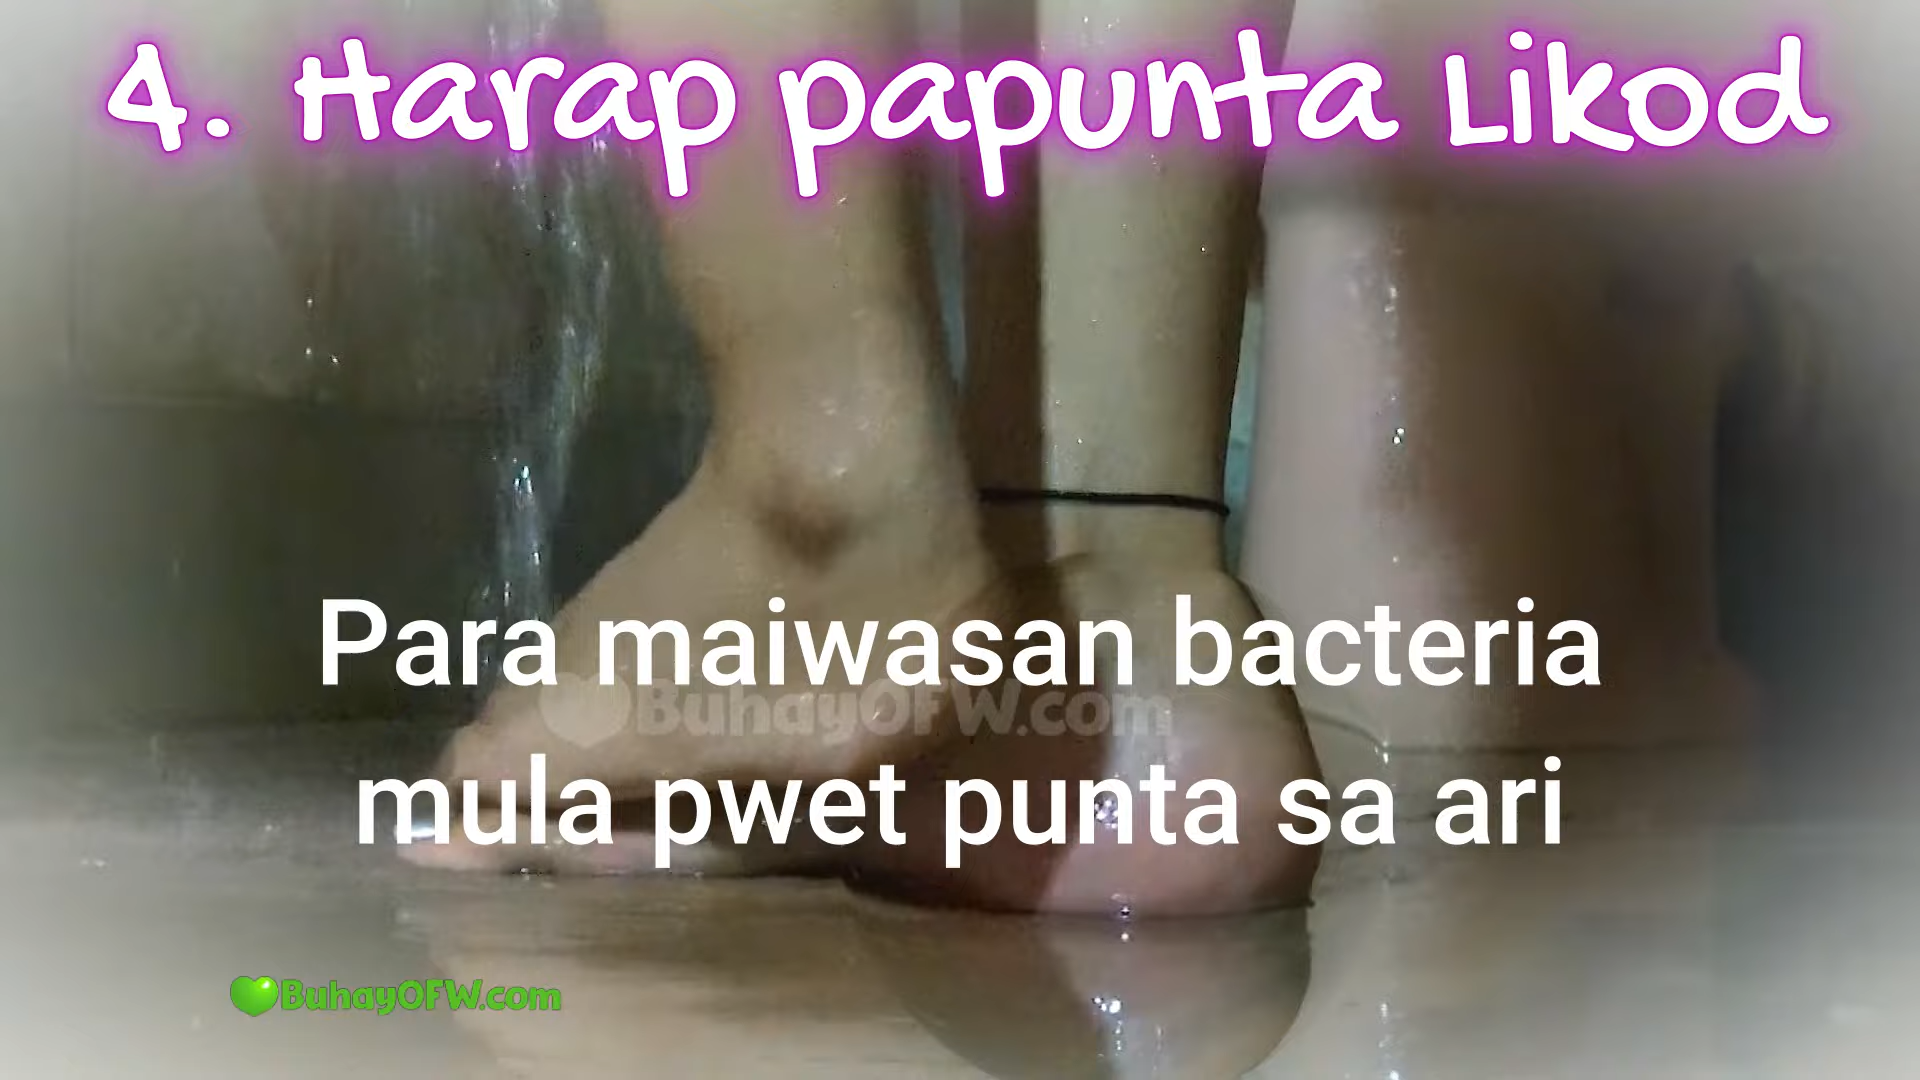 4. Harap papunta Likod
Para maiwasan bacteria
BuhayOFW.com
mula pwet punta sa ari
BuhayOFW.com